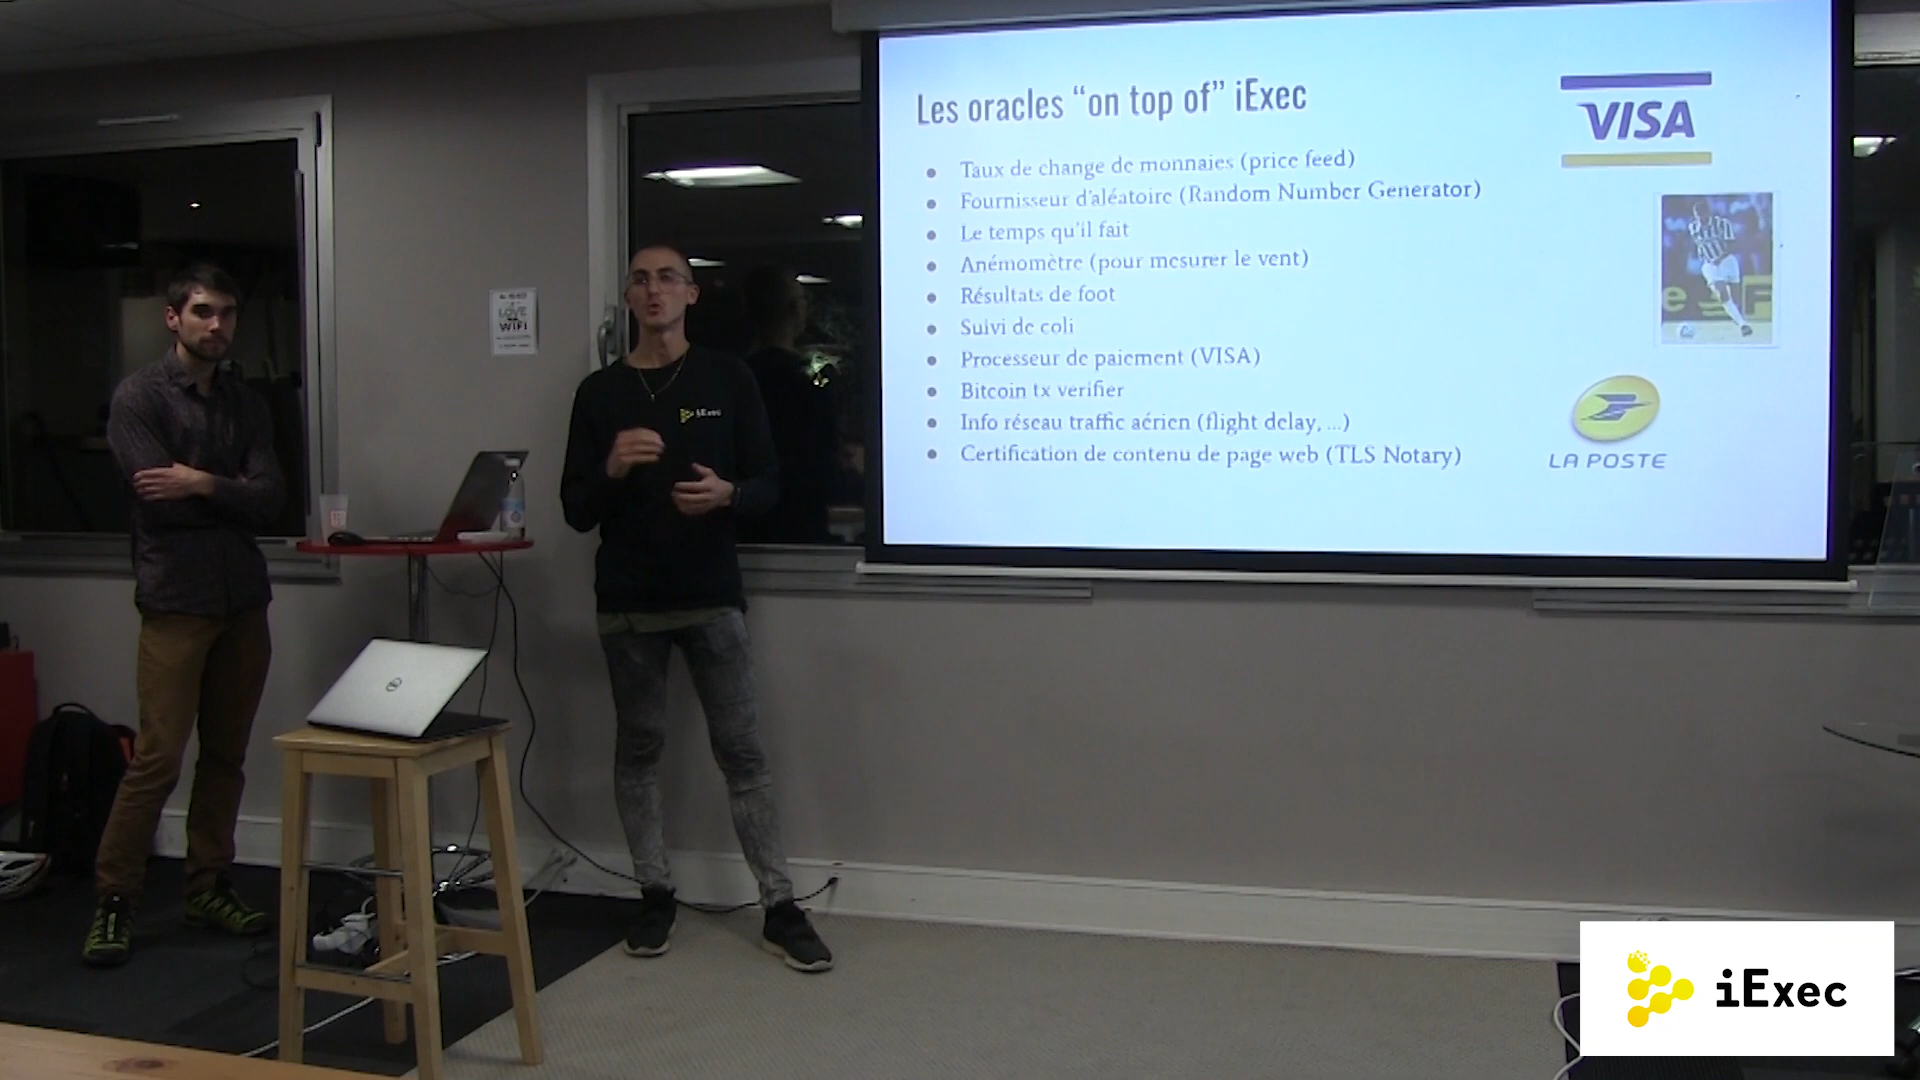 Les oracles “on top of” iExec
Taux de change de monnaies (price feed)
Fournisseur d'aléatoire (Random Number Generator)
Le temps qu'il fait
Anémomètre (pour mesurer le vent)
Résultats de foot
Suivi de coli
Processeur de paiement (VISA)
Bitcoin tx verifier
Info réseau traffic aérien (flight delay, ...)
Certification de contenu de page web (TLS Notary)
VISA
LA POSTE
LOVE
WIFI
iExec
DELL
iExec